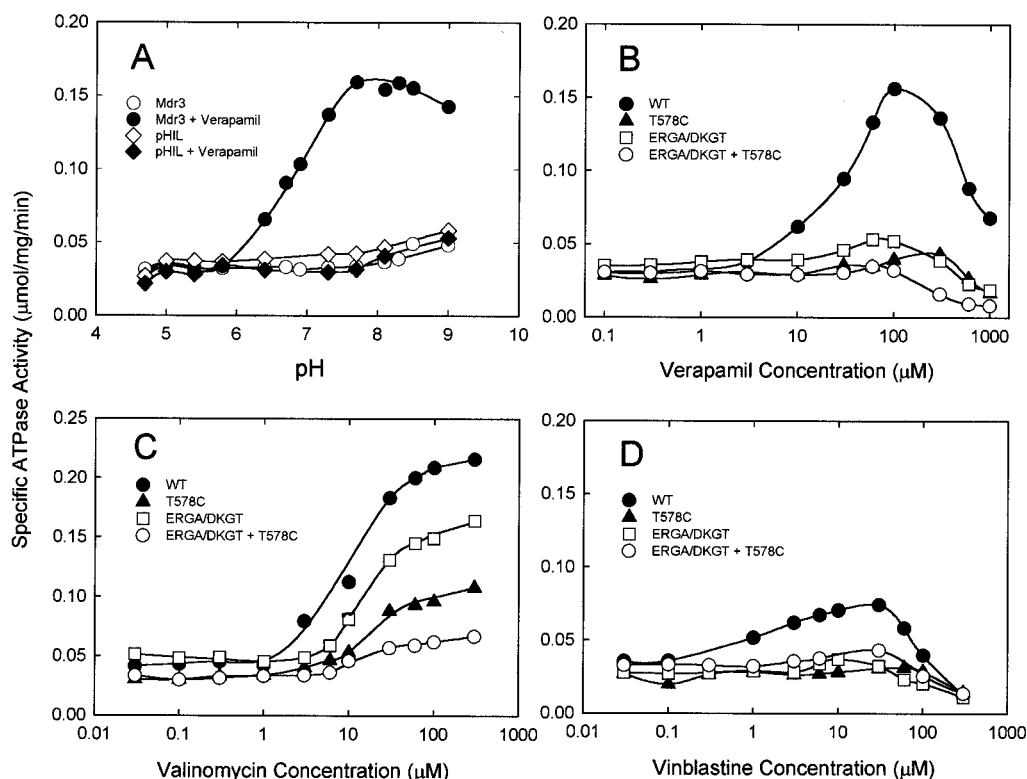 Specific ATPase Activity (µmol/mg/min)
A
Mdr3
Mdr3 + Verapamil
pHIL
pHIL + Verapamil
0.20
0.15
0.10
0.05
0.00
4 5 6 7 8 9 10
pH
B
WT
T578C
ERGA/DKGT
ERGA/DKGT + T578C
0.20
0.15
0.10
0.05
0.00
0.1 1 10 100 1000
Verapamil Concentration (µM)
C
WT
T578C
ERGA/DKGT
ERGA/DKGT + T578C
0.25
0.20
0.15
0.10
0.05
0.00
0.01 0.1 1 10 100 1000
Valinomycin Concentration (µM)
D
WT
T578C
ERGA/DKGT
ERGA/DKGT + T578C
0.20
0.15
0.10
0.05
0.00
0.01 0.1 1 10 100 1000
Vinblastine Concentration (µM)